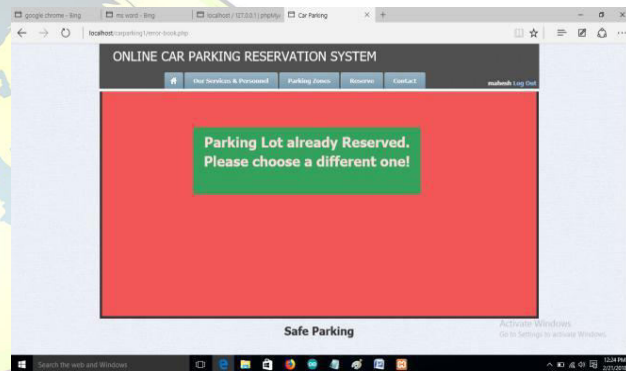 google chrome - Bing
ms word - Bing
localhost / 127.0.0.1 | phpMy
Car Parking
localhost/carparking1/error-book.php
ONLINE CAR PARKING RESERVATION SYSTEM
Our Services & Personnel
Parking Zones
Reserve
Contact
mahesh Log Out
Parking Lot already Reserved.
Please choose a different one!
Safe Parking
Activate Windows
Go to Settings to activate Windows.
Search the web and Windows
12:24 PM